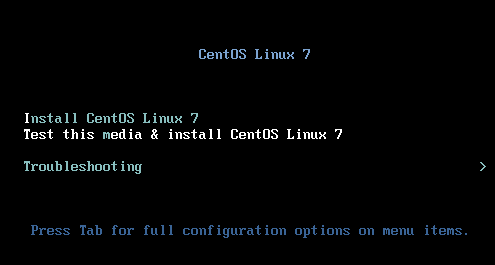 CentOS Linux 7
Install CentOS Linux 7
Test this media & install CentOS Linux 7
Troubleshooting >
Press Tab for full configuration options on menu items.